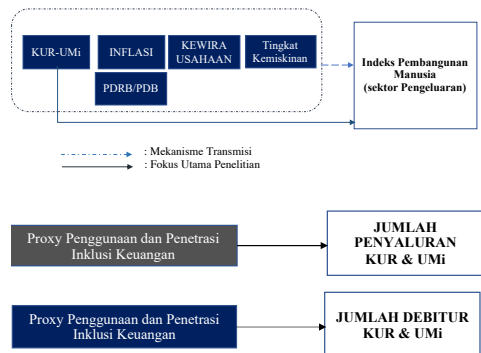 KUR-UMi
INFLASI
KEWIRA
USAHAAN
Tingkat
Kemiskinan
PDRB/PDB
Indeks Pembangunan
Manusia
(sektor Pengeluaran)
: Mekanisme Transmisi
: Fokus Utama Penelitian
Proxy Penggunaan dan Penetrasi
Inklusi Keuangan
JUMLAH
PENYALURAN
KUR & UMi
Proxy Penggunaan dan Penetrasi
Inklusi Keuangan
JUMLAH DEBITUR
KUR & UMi